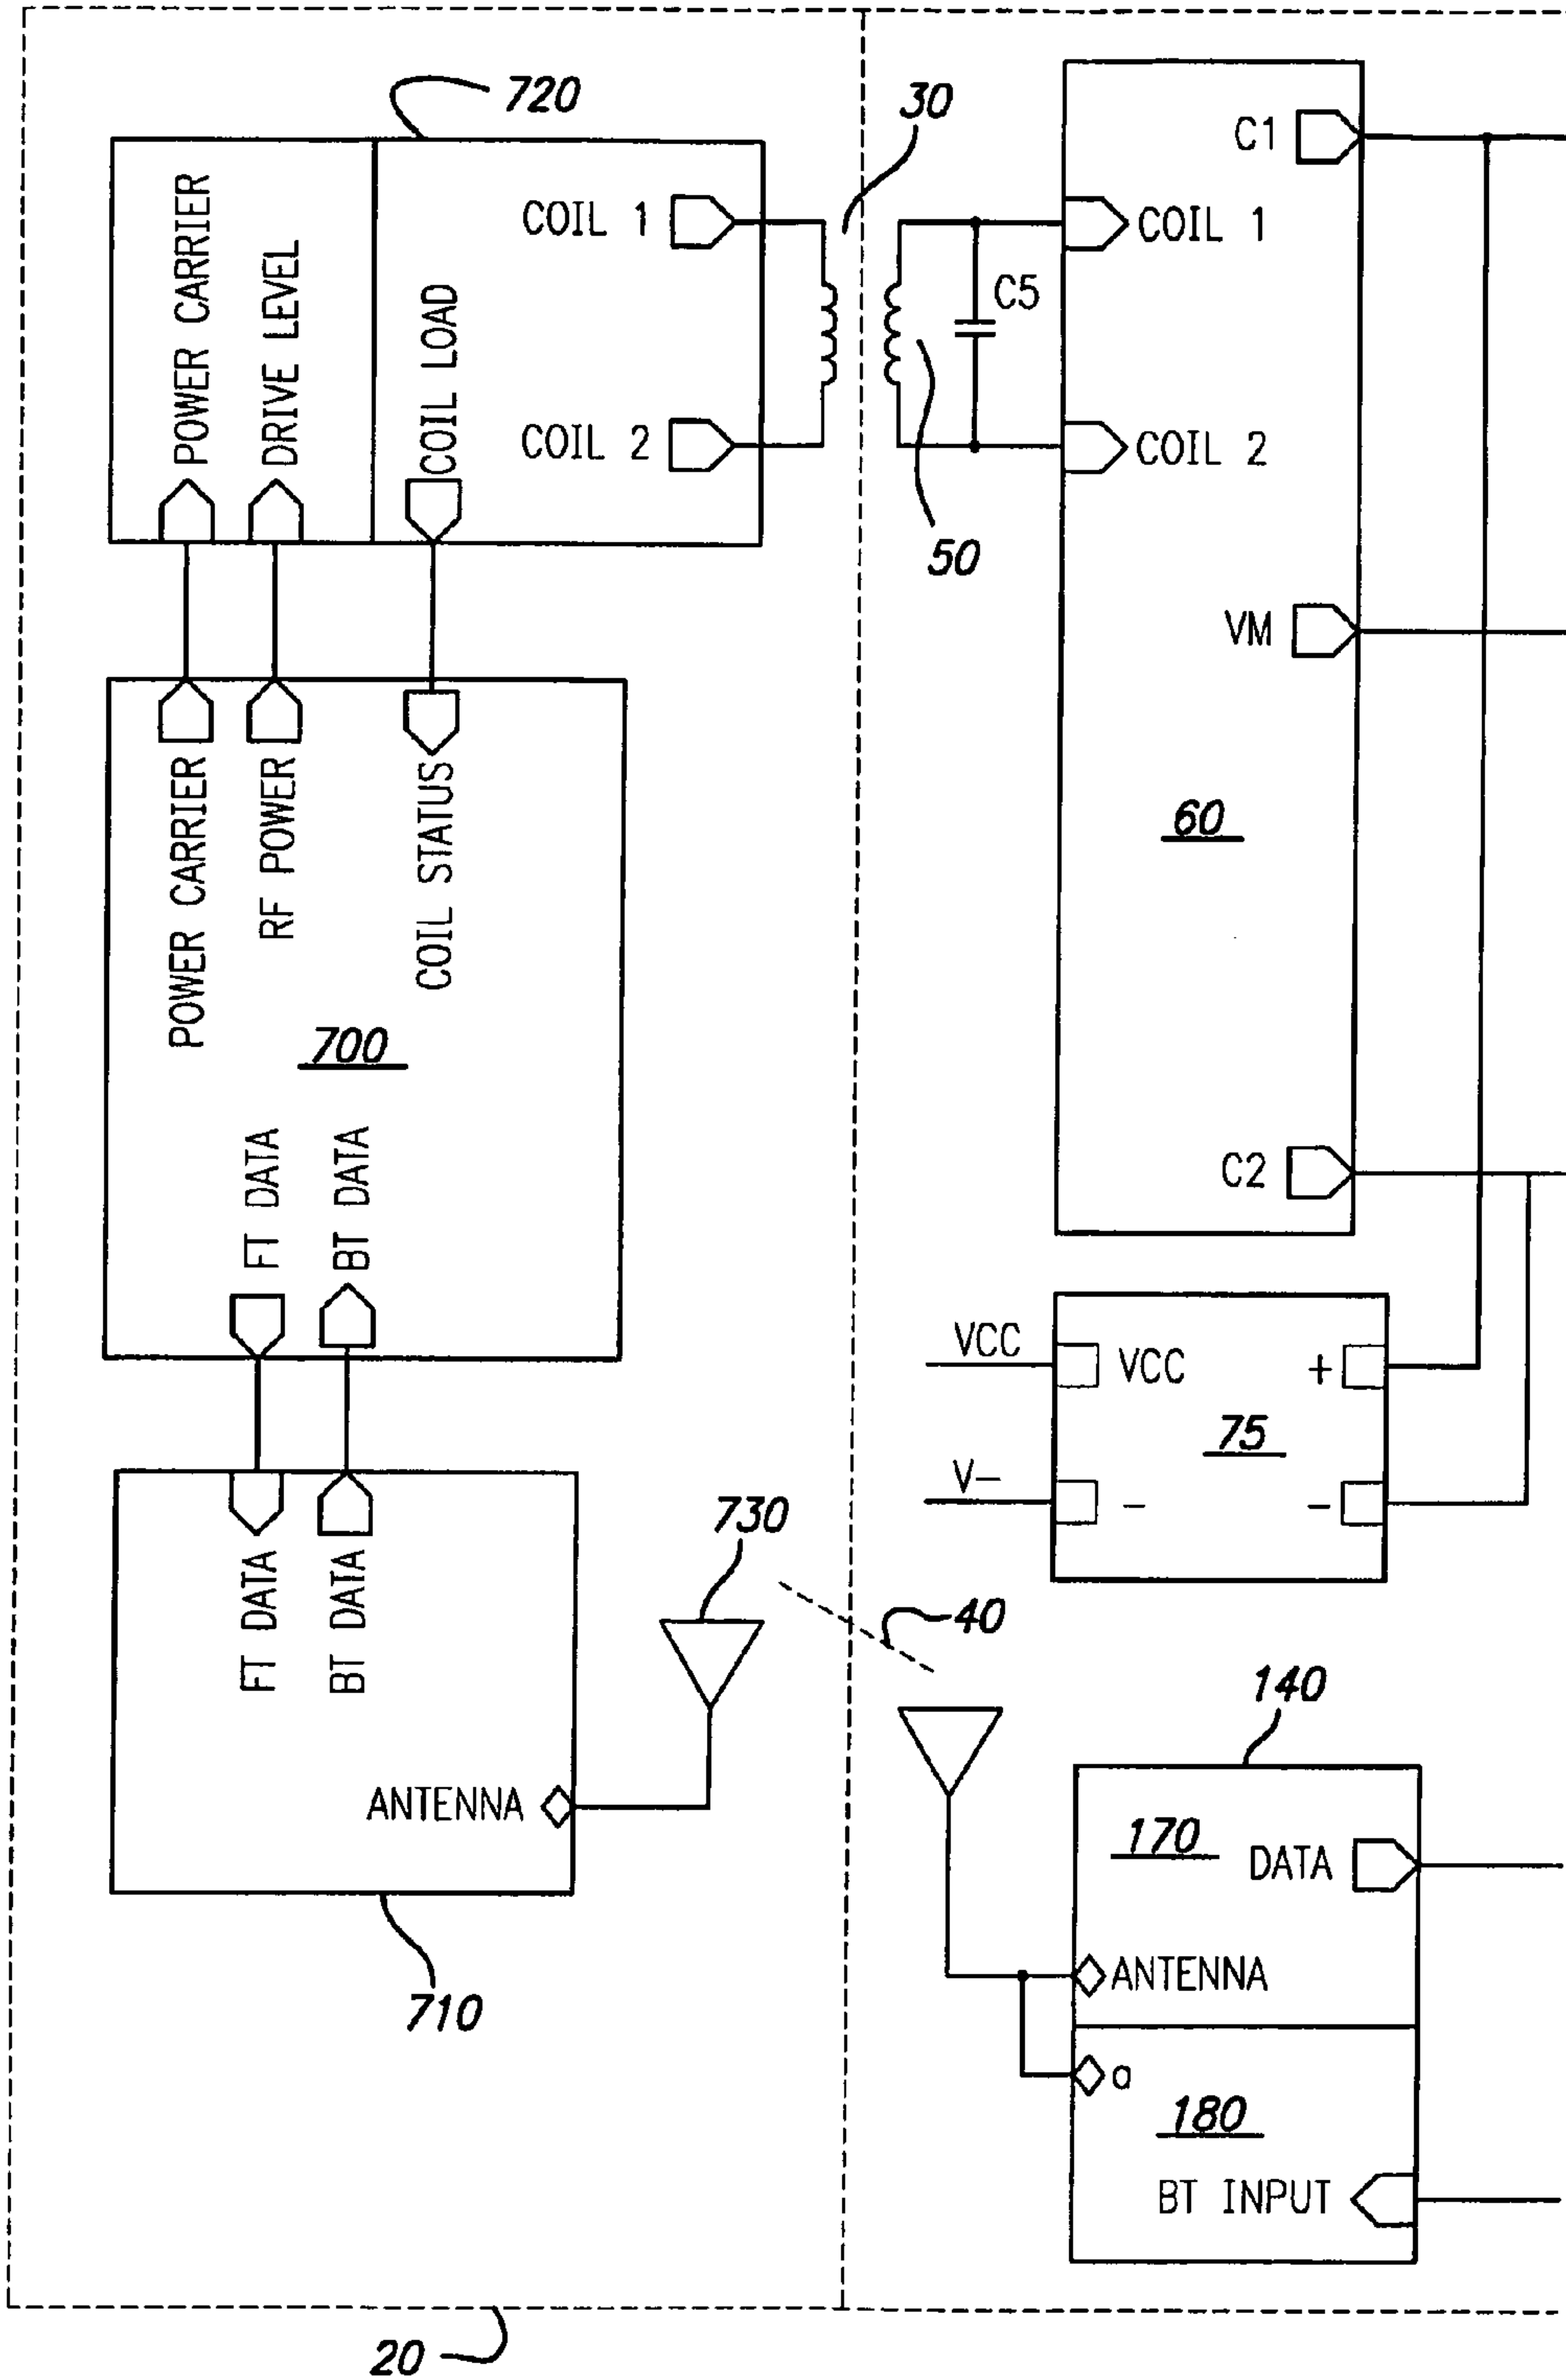 720
30
POWER CARRIER
DRIVE LEVEL
COIL LOAD
COIL 1
COIL 2
C5
50
C1
COIL 1
COIL 2
VM
60
C2
POWER CARRIER
RF POWER
COIL STATUS
700
FT DATA
BT DATA
VCC
VCC
+
75
V-
-
-
FT DATA
BT DATA
ANTENNA
730
40
710
140
170
DATA
ANTENNA
a
180
BT INPUT
20